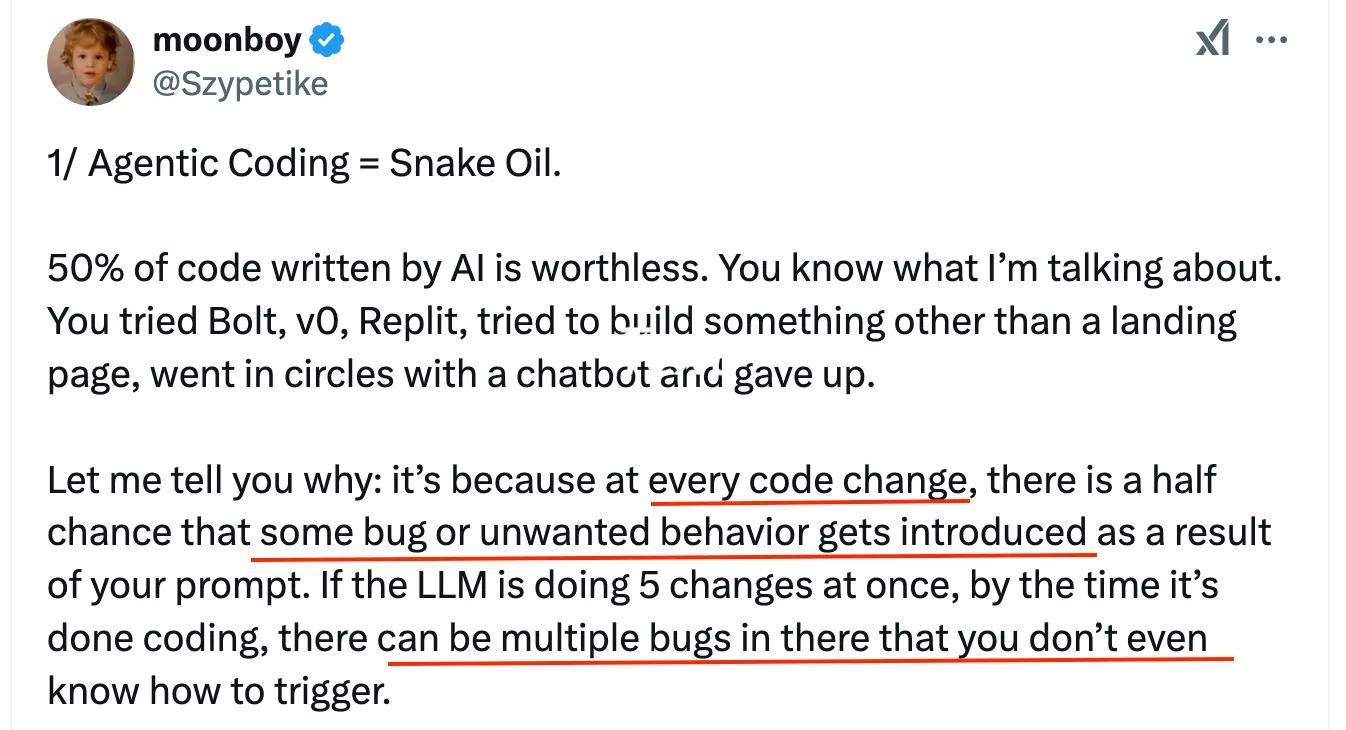 moonboy
@Szypetike
1/ Agentic Coding = Snake Oil.
50% of code written by AI is worthless. You know what I’m talking about.
You tried Bolt, v0, Replit, tried to build something other than a landing
page, went in circles with a chatbot and gave up.
Let me tell you why: it’s because at every code change, there is a half
chance that some bug or unwanted behavior gets introduced as a result
of your prompt. If the LLM is doing 5 changes at once, by the time it’s
done coding, there can be multiple bugs in there that you don’t even
know how to trigger.